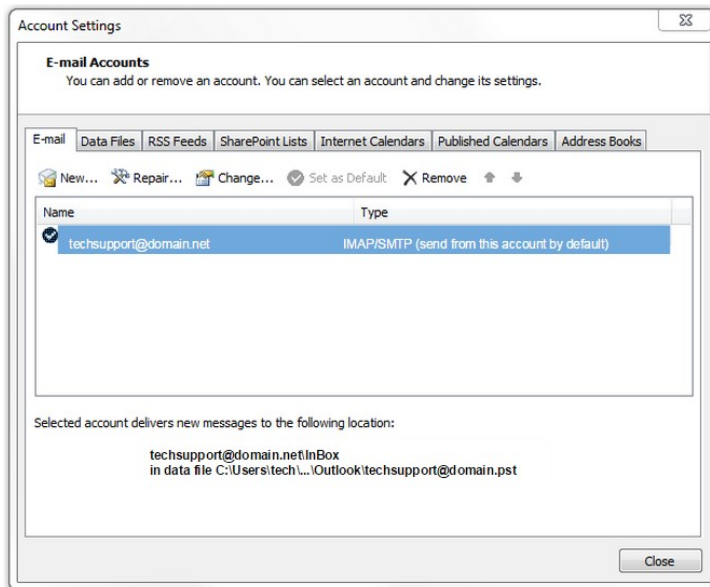 Account Settings
E-mail Accounts
You can add or remove an account. You can select an account and change its settings.
E-mail Data Files RSS Feeds SharePoint Lists Internet Calendars Published Calendars Address Books
New... Repair... Change... Set as Default Remove
Name Type
techsupport@domain.net IMAP/SMTP (send from this account by default)
Selected account delivers new messages to the following location:
techsupport@domain.net\InBox
in data file C:\Users\tech\...\Outlook\techsupport@domain.pst
Close